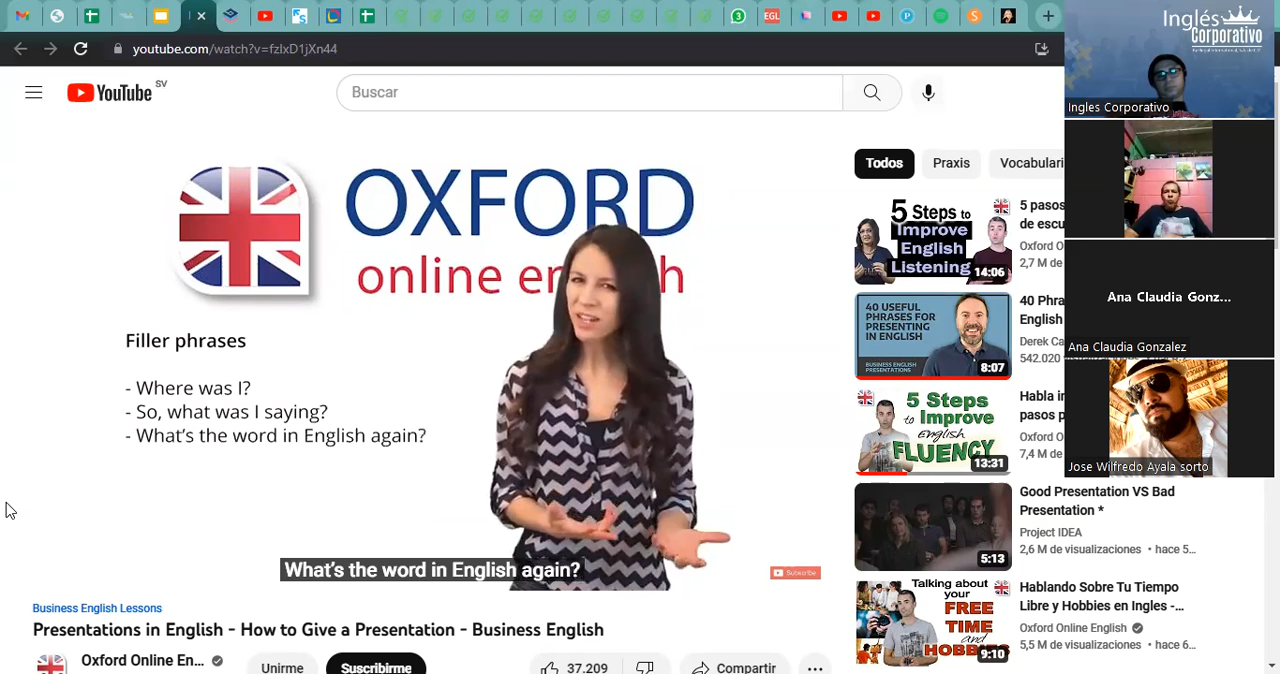 3
EGL
youtube.com/watch?v=fzIxD1jXn44
YouTube SV
Buscar
OXFORD
online en h
Filler phrases
- Where was I?
- So, what was I saying?
- What's the word in English again?
What's the word in English again?
Subscribe
Business English Lessons
Presentations in English - How to Give a Presentation - Business English
Oxford Online En...
Unirme
Suscribirme
37.209
Compartir
Todos
Praxis
Vocabulari
5 Steps to
Improve
English
Listening
14:06
5 pasos
de escu
Oxford O
2,7 M de
40 USEFUL
PHRASES FOR
PRESENTING
IN ENGLISH
BUSINESS ENGLISH
PRESENTATIONS
8:07
40 Phra
English
Derek Ca
542.020
5 Steps
to Improve
English
FLUENCY
13:31
Habla in
pasos p
Oxford O
7,4 M de
5:13
Good Presentation VS Bad
Presentation *
Project IDEA
2,6 M de visualizaciones • hace 5...
Talking about
your
FREE
TIME
and
HOBB
9:10
Hablando Sobre Tu Tiempo
Libre y Hobbies en Ingles -...
Oxford Online English
5,5 M de visualizaciones • hace 6...
Inglés
Corporativo
Ingles Corporativo
Ana Claudia Gonz...
Ana Claudia Gonzalez
Jose Wilfredo Ayala sorto